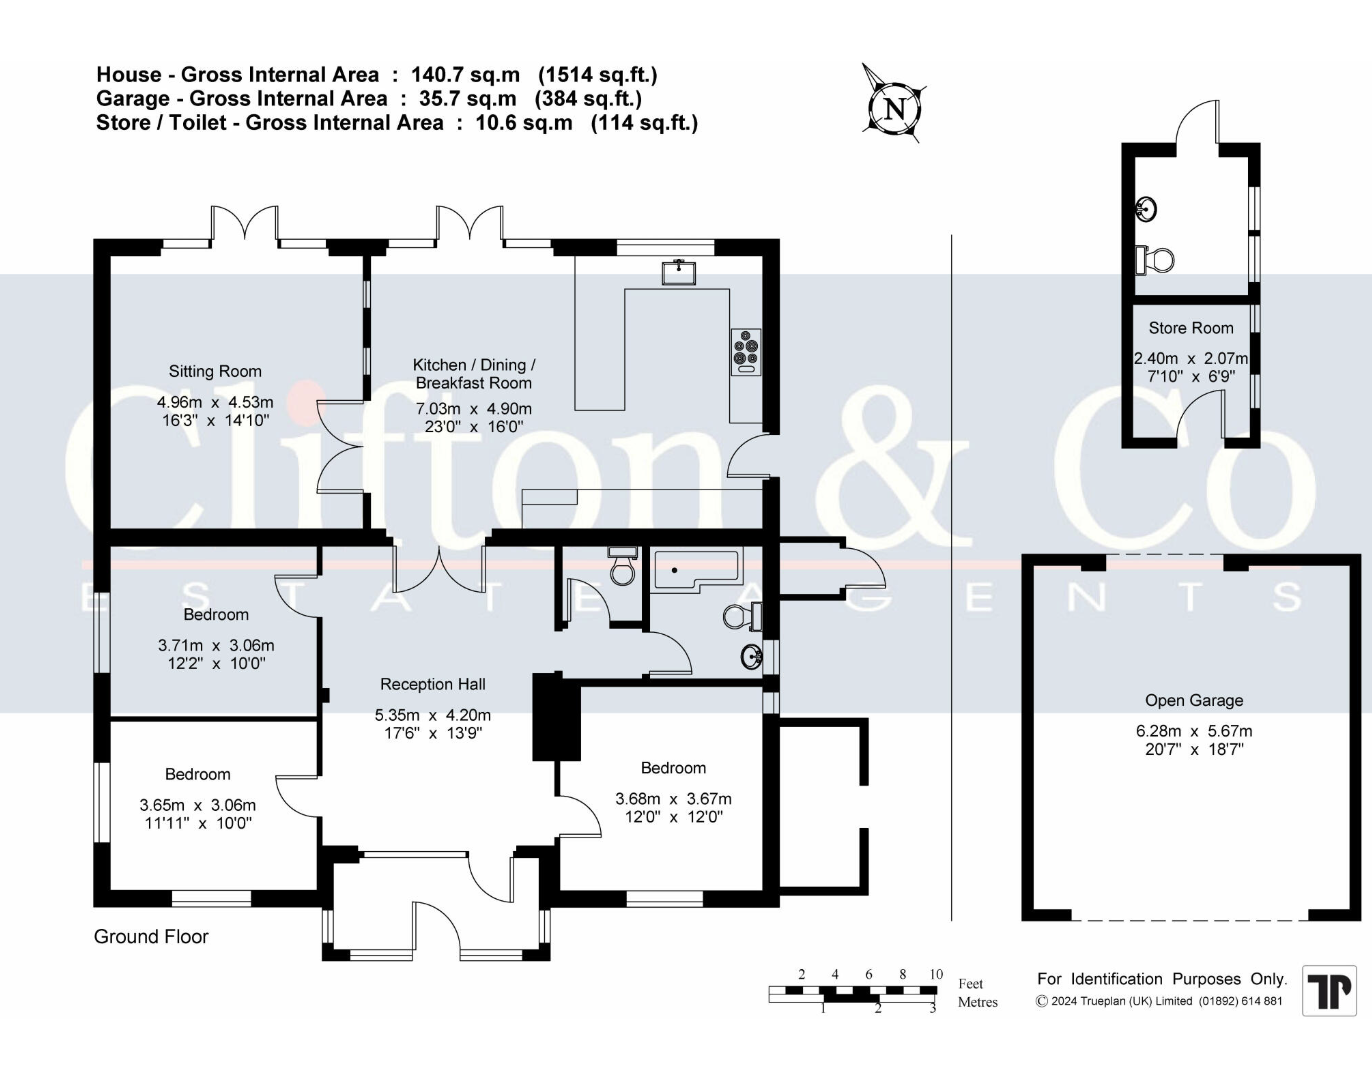 House - Gross Internal Area : 140.7 sq.m (1514 sq.ft.)
Garage - Gross Internal Area : 35.7 sq.m (384 sq.ft.)
Store / Toilet - Gross Internal Area : 10.6 sq.m (114 sq.ft.)
N
Store Room
2.40m x 2.07m
7'10" x 6'9"
Sitting Room
4.96m x 4.53m
16'3" x 14'10"
Kitchen / Dining /
Breakfast Room
7.03m x 4.90m
23'0" x 16'0"
Clifton & Co
ESTATE AGENTS
Bedroom
3.71m x 3.06m
12'2" x 10'0"
Reception Hall
5.35m x 4.20m
17'6" x 13'9"
Open Garage
6.28m x 5.67m
20'7" x 18'7"
Bedroom
3.65m x 3.06m
11'11" x 10'0"
Bedroom
3.68m x 3.67m
12'0" x 12'0"
Ground Floor
2 4 6 8 10 Feet
1 2 3 Metres
For Identification Purposes Only.
© 2024 Trueplan (UK) Limited (01892) 614 881
TP